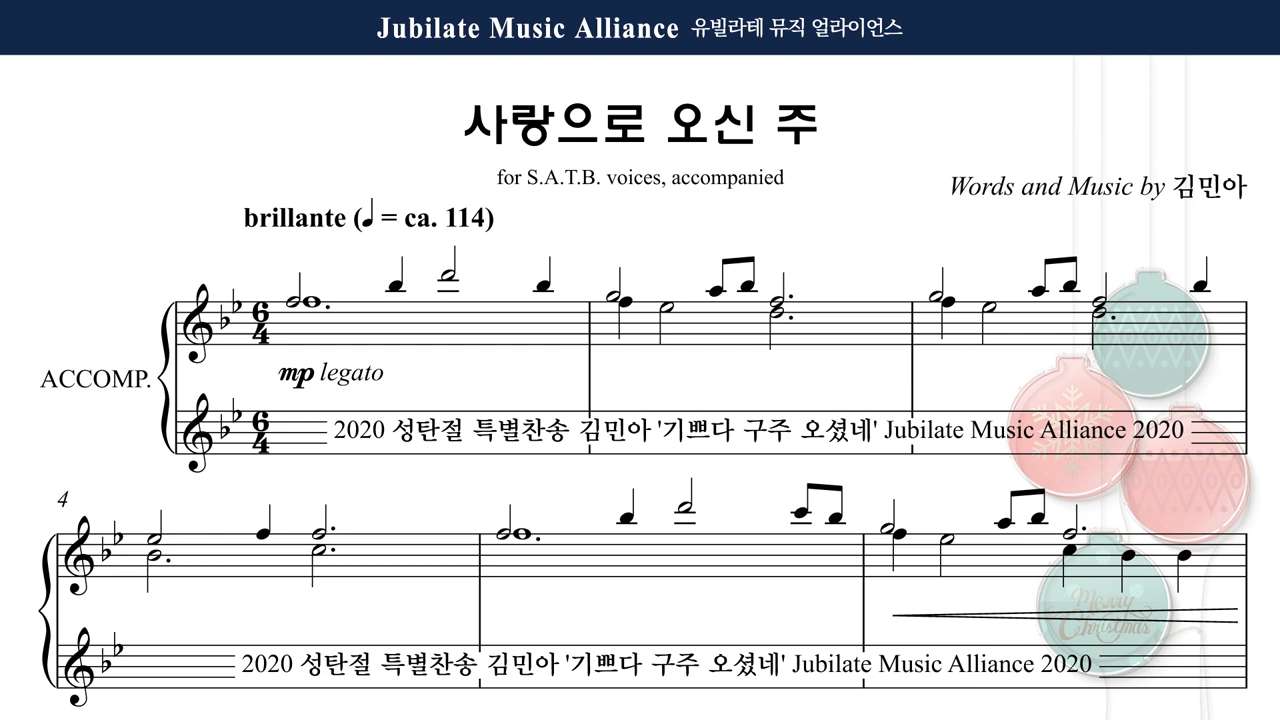 Jubilate Music Alliance 유빌라테 뮤직 얼라이언스
사랑으로 오신 주
for S.A.T.B. voices, accompanied
Words and Music by 김민아
brillante (♩ = ca. 114)
6
4
mp legato
ACCOMP.
6
4
2020 성탄절 특별찬송 김민아 '기쁘다 구주 오셨네' Jubilate Music Alliance 2020
4
Merry
Christmas
2020 성탄절 특별찬송 김민아 '기쁘다 구주 오셨네' Jubilate Music Alliance 2020